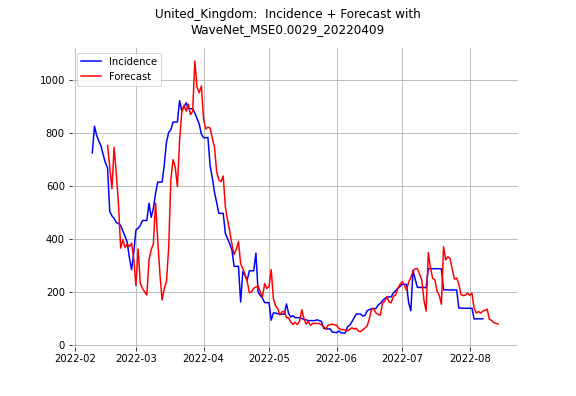 United_Kingdom:  Incidence + Forecast with
WaveNet_MSE0.0029_20220409
Incidence
Forecast
1000
800
600
400
200
0
2022-02 2022-03 2022-04 2022-05 2022-06 2022-07 2022-08